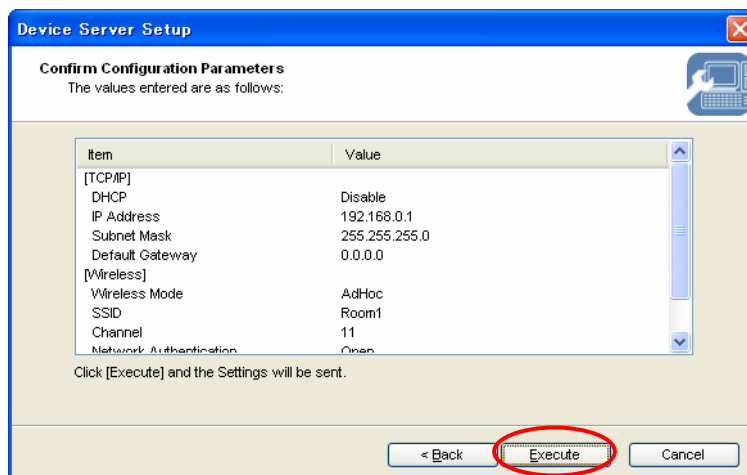 Device Server Setup
Confirm Configuration Parameters
The values entered are as follows:
Item Value
[TCP/IP]
DHCP Disable
IP Address 192.168.0.1
Subnet Mask 255.255.255.0
Default Gateway 0.0.0.0
[Wireless]
Wireless Mode AdHoc
SSID Room1
Channel 11
Network Authentication Open
Click [Execute] and the Settings will be sent.
< Back Execute Cancel